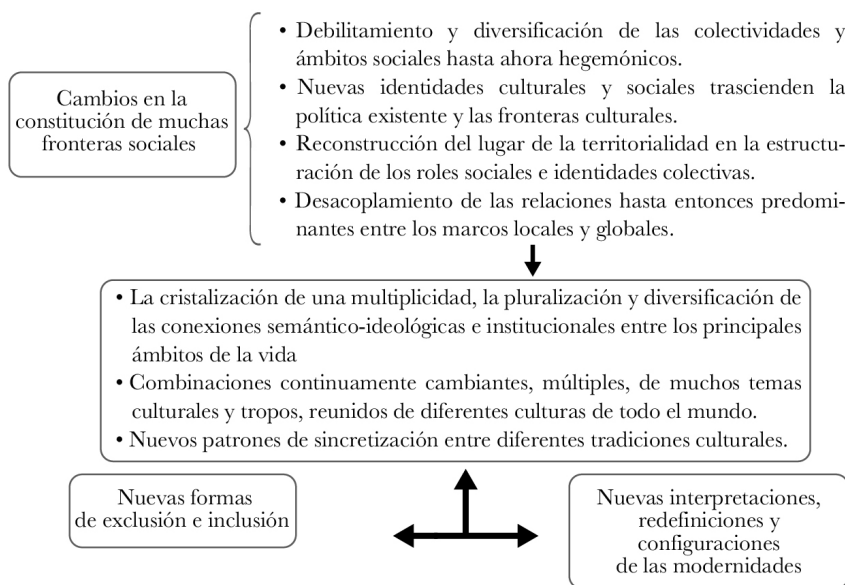 Cambios en la
constitución de muchas
fronteras sociales
• Debilitamiento y diversificación de las colectividades y
ámbitos sociales hasta ahora hegemónicos.
• Nuevas identidades culturales y sociales trascienden la
política existente y las fronteras culturales.
• Reconstrucción del lugar de la territorialidad en la estructu-
ración de los roles sociales e identidades colectivas.
• Desacoplamiento de las relaciones hasta entonces predomi-
nantes entre los marcos locales y globales.
• La cristalización de una multiplicidad, la pluralización y diversificación de
las conexiones semántico-ideológicas e institucionales entre los principales
ámbitos de la vida
• Combinaciones continuamente cambiantes, múltiples, de muchos temas
culturales y tropos, reunidos de diferentes culturas de todo el mundo.
• Nuevos patrones de sincretización entre diferentes tradiciones culturales.
Nuevas formas
de exclusión e inclusión
Nuevas interpretaciones,
redefiniciones y
configuraciones
de las modernidades